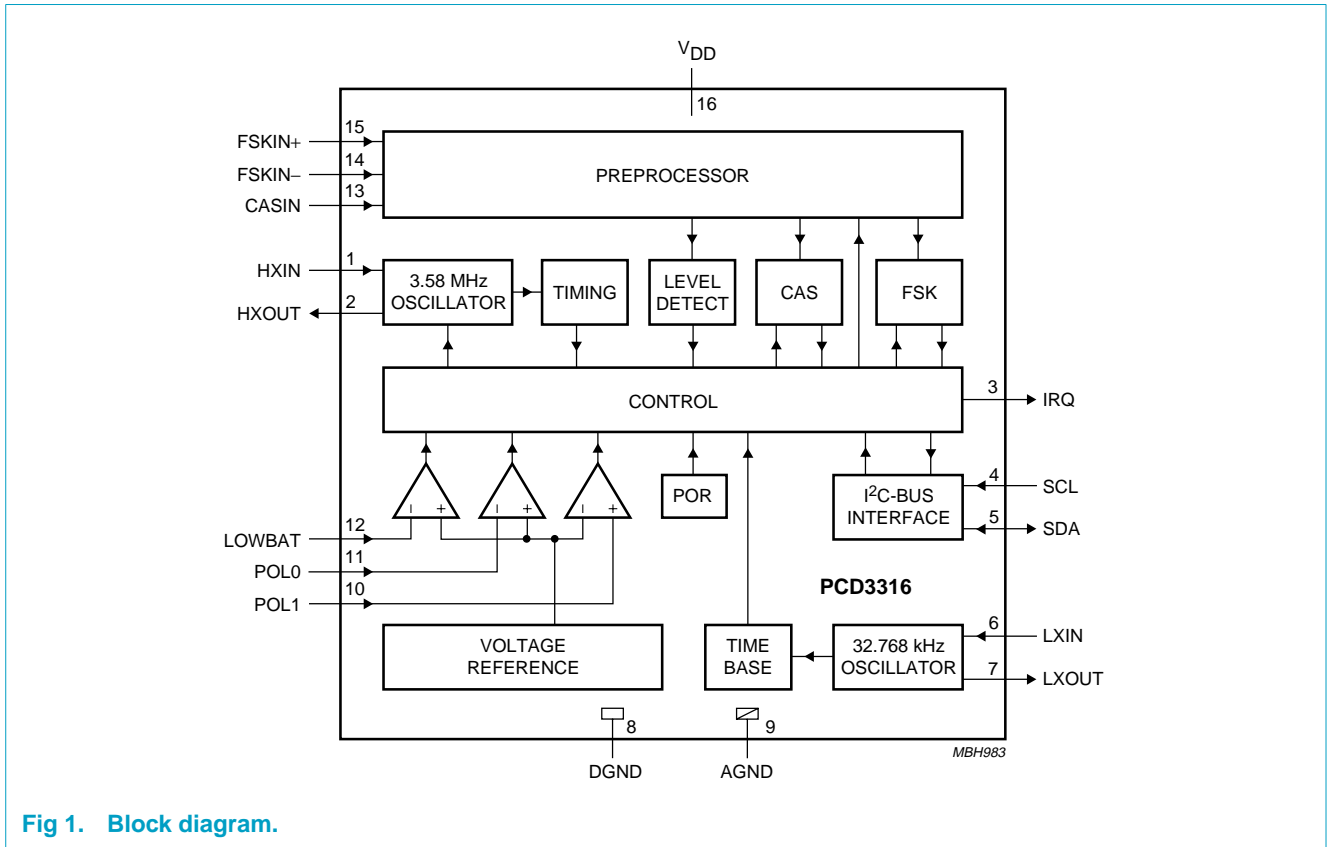 VDD
16
FSKIN+ 15
FSKIN− 14
CASIN 13
PREPROCESSOR
HXIN 1
HXOUT 2
3.58 MHz
OSCILLATOR
TIMING
LEVEL
DETECT
CAS
FSK
CONTROL
3 IRQ
− +
− +
− +
POR
I2C-BUS
INTERFACE
4 SCL
5 SDA
LOWBAT 12
POL0 11
POL1 10
PCD3316
VOLTAGE
REFERENCE
TIME
BASE
32.768 kHz
OSCILLATOR
6 LXIN
7 LXOUT
8
9
DGND
AGND
MBH983
Fig 1. Block diagram.